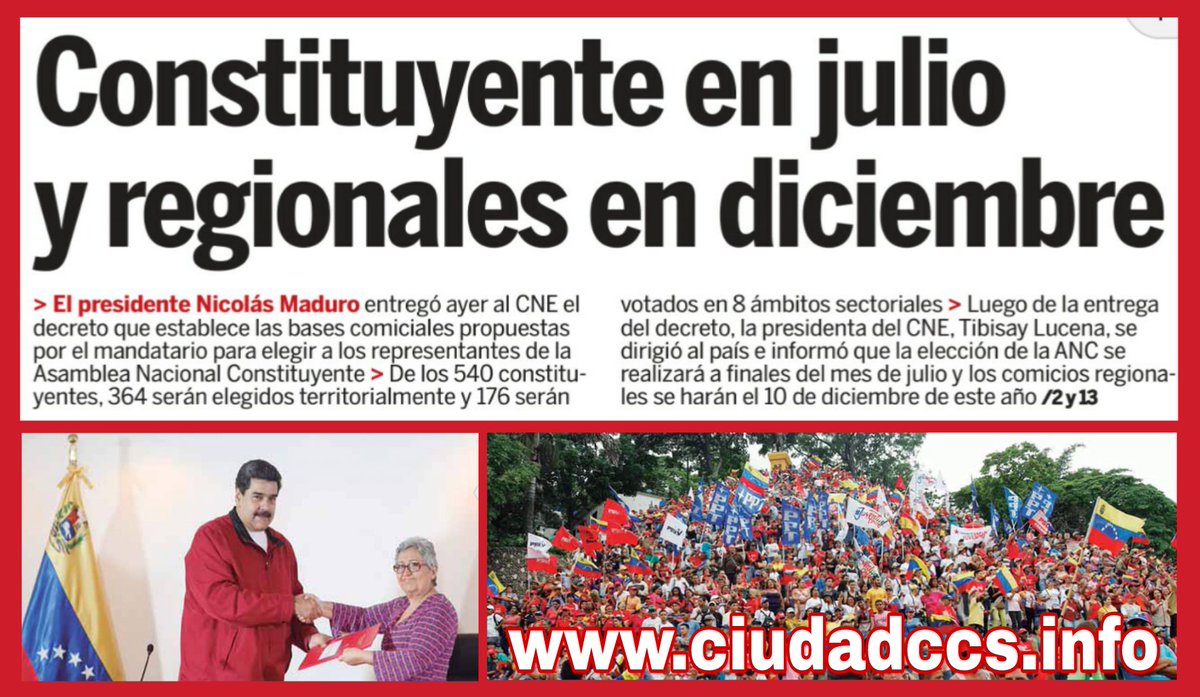 Constituyente en julio
y regionales en diciembre
> El presidente Nicolás Maduro entregó ayer al CNE el
decreto que establece las bases comiciales propuestas
por el mandatario para elegir a los representantes de la
Asamblea Nacional Constituyente > De los 540 constitu-
yentes, 364 serán elegidos territorialmente y 176 serán
votados en 8 ámbitos sectoriales > Luego de la entrega
del decreto, la presidenta del CNE, Tibisay Lucena, se
dirigió al país e informó que la elección de la ANC se
realizará a finales del mes de julio y los comicios regiona-
les se harán el 10 de diciembre de este año /2 y 13
PPT
www.ciudadccs.info